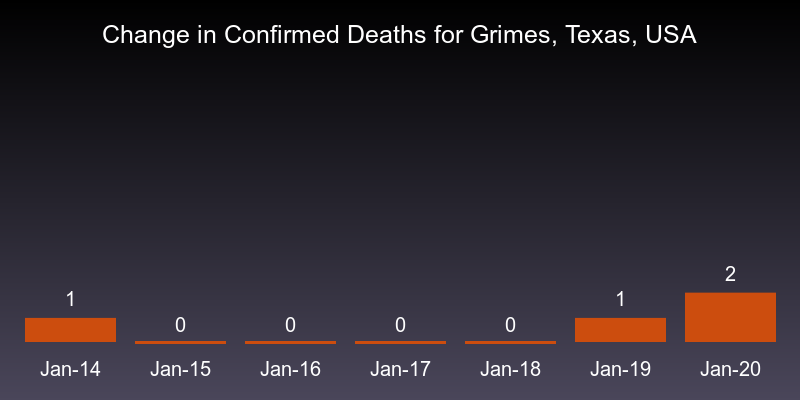 Change in Confirmed Deaths for Grimes, Texas, USA
2
1
1
0
0
0
0
Jan-14
Jan-15
Jan-16
Jan-17
Jan-18
Jan-19
Jan-20